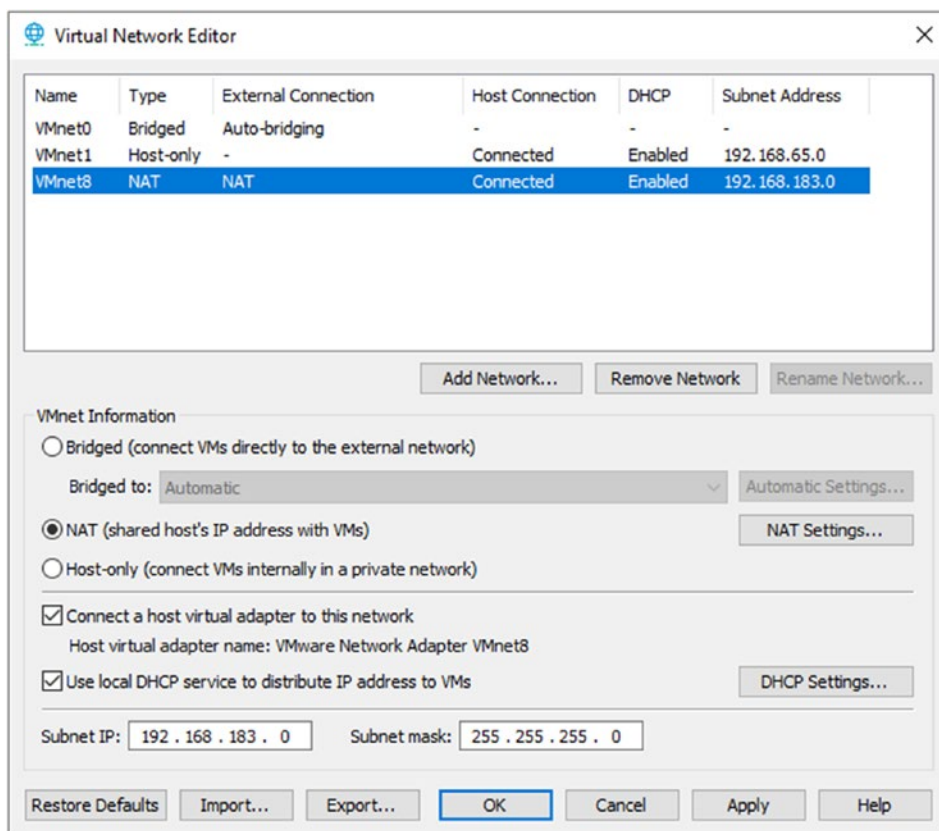 Virtual Network Editor
Name Type External Connection Host Connection DHCP Subnet Address
VMnet0 Bridged Auto-bridging - - -
VMnet1 Host-only - Connected Enabled 192.168.65.0
VMnet8 NAT NAT Connected Enabled 192.168.183.0
Add Network... Remove Network Rename Network...
VMnet Information
Bridged (connect VMs directly to the external network)
Bridged to: Automatic Automatic Settings...
NAT (shared host's IP address with VMs) NAT Settings...
Host-only (connect VMs internally in a private network)
Connect a host virtual adapter to this network
Host virtual adapter name: VMware Network Adapter VMnet8
Use local DHCP service to distribute IP address to VMs DHCP Settings...
Subnet IP: 192 . 168 . 183 . 0 Subnet mask: 255 . 255 . 255 . 0
Restore Defaults Import... Export... OK Cancel Apply Help